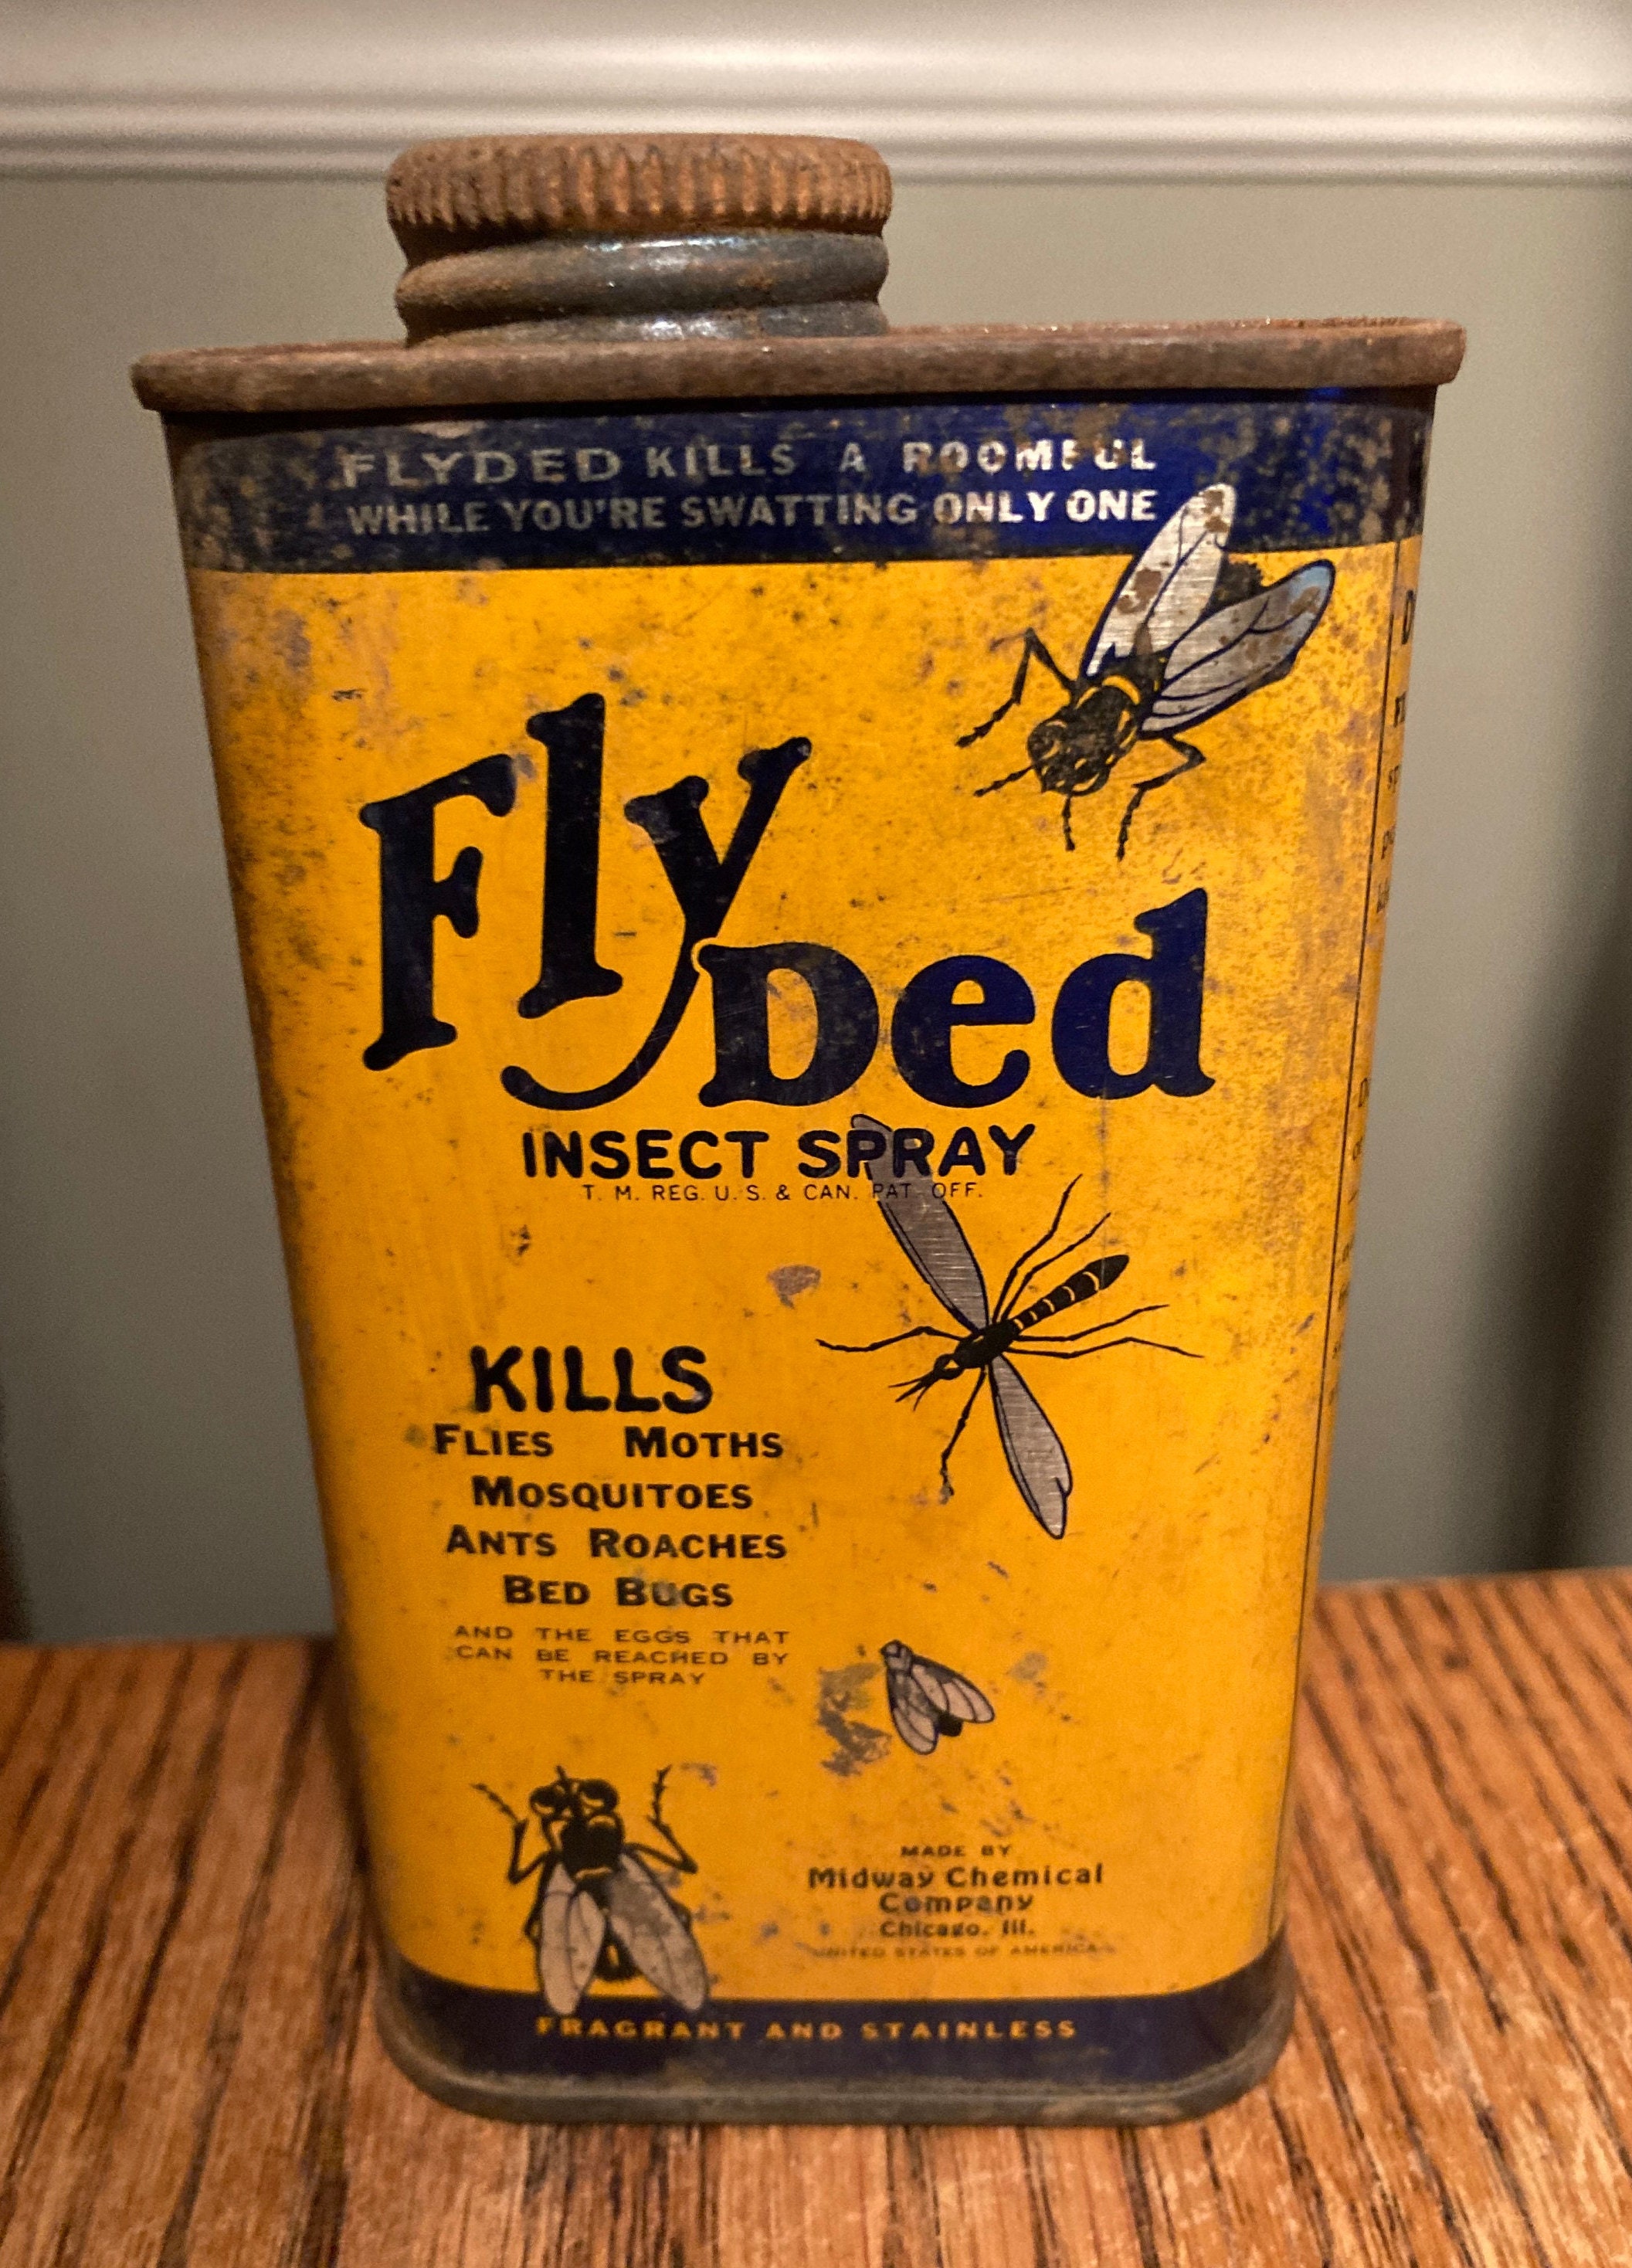 FLYDED KILLS A ROOMFUL
WHILE YOU'RE SWATTING ONLY ONE
Fly
Ded
INSECT SPRAY
T. M. REG. U.S. & CAN. PAT. OFF.
KILLS
FLIES MOTHS
MOSQUITOES
ANTS ROACHES
BED BUGS
AND THE EGGS THAT
CAN BE REACHED BY
THE SPRAY
MADE BY
Midway Chemical
Company
Chicago, Ill.
UNITED STATES OF AMERICA
FRAGRANT AND STAINLESS